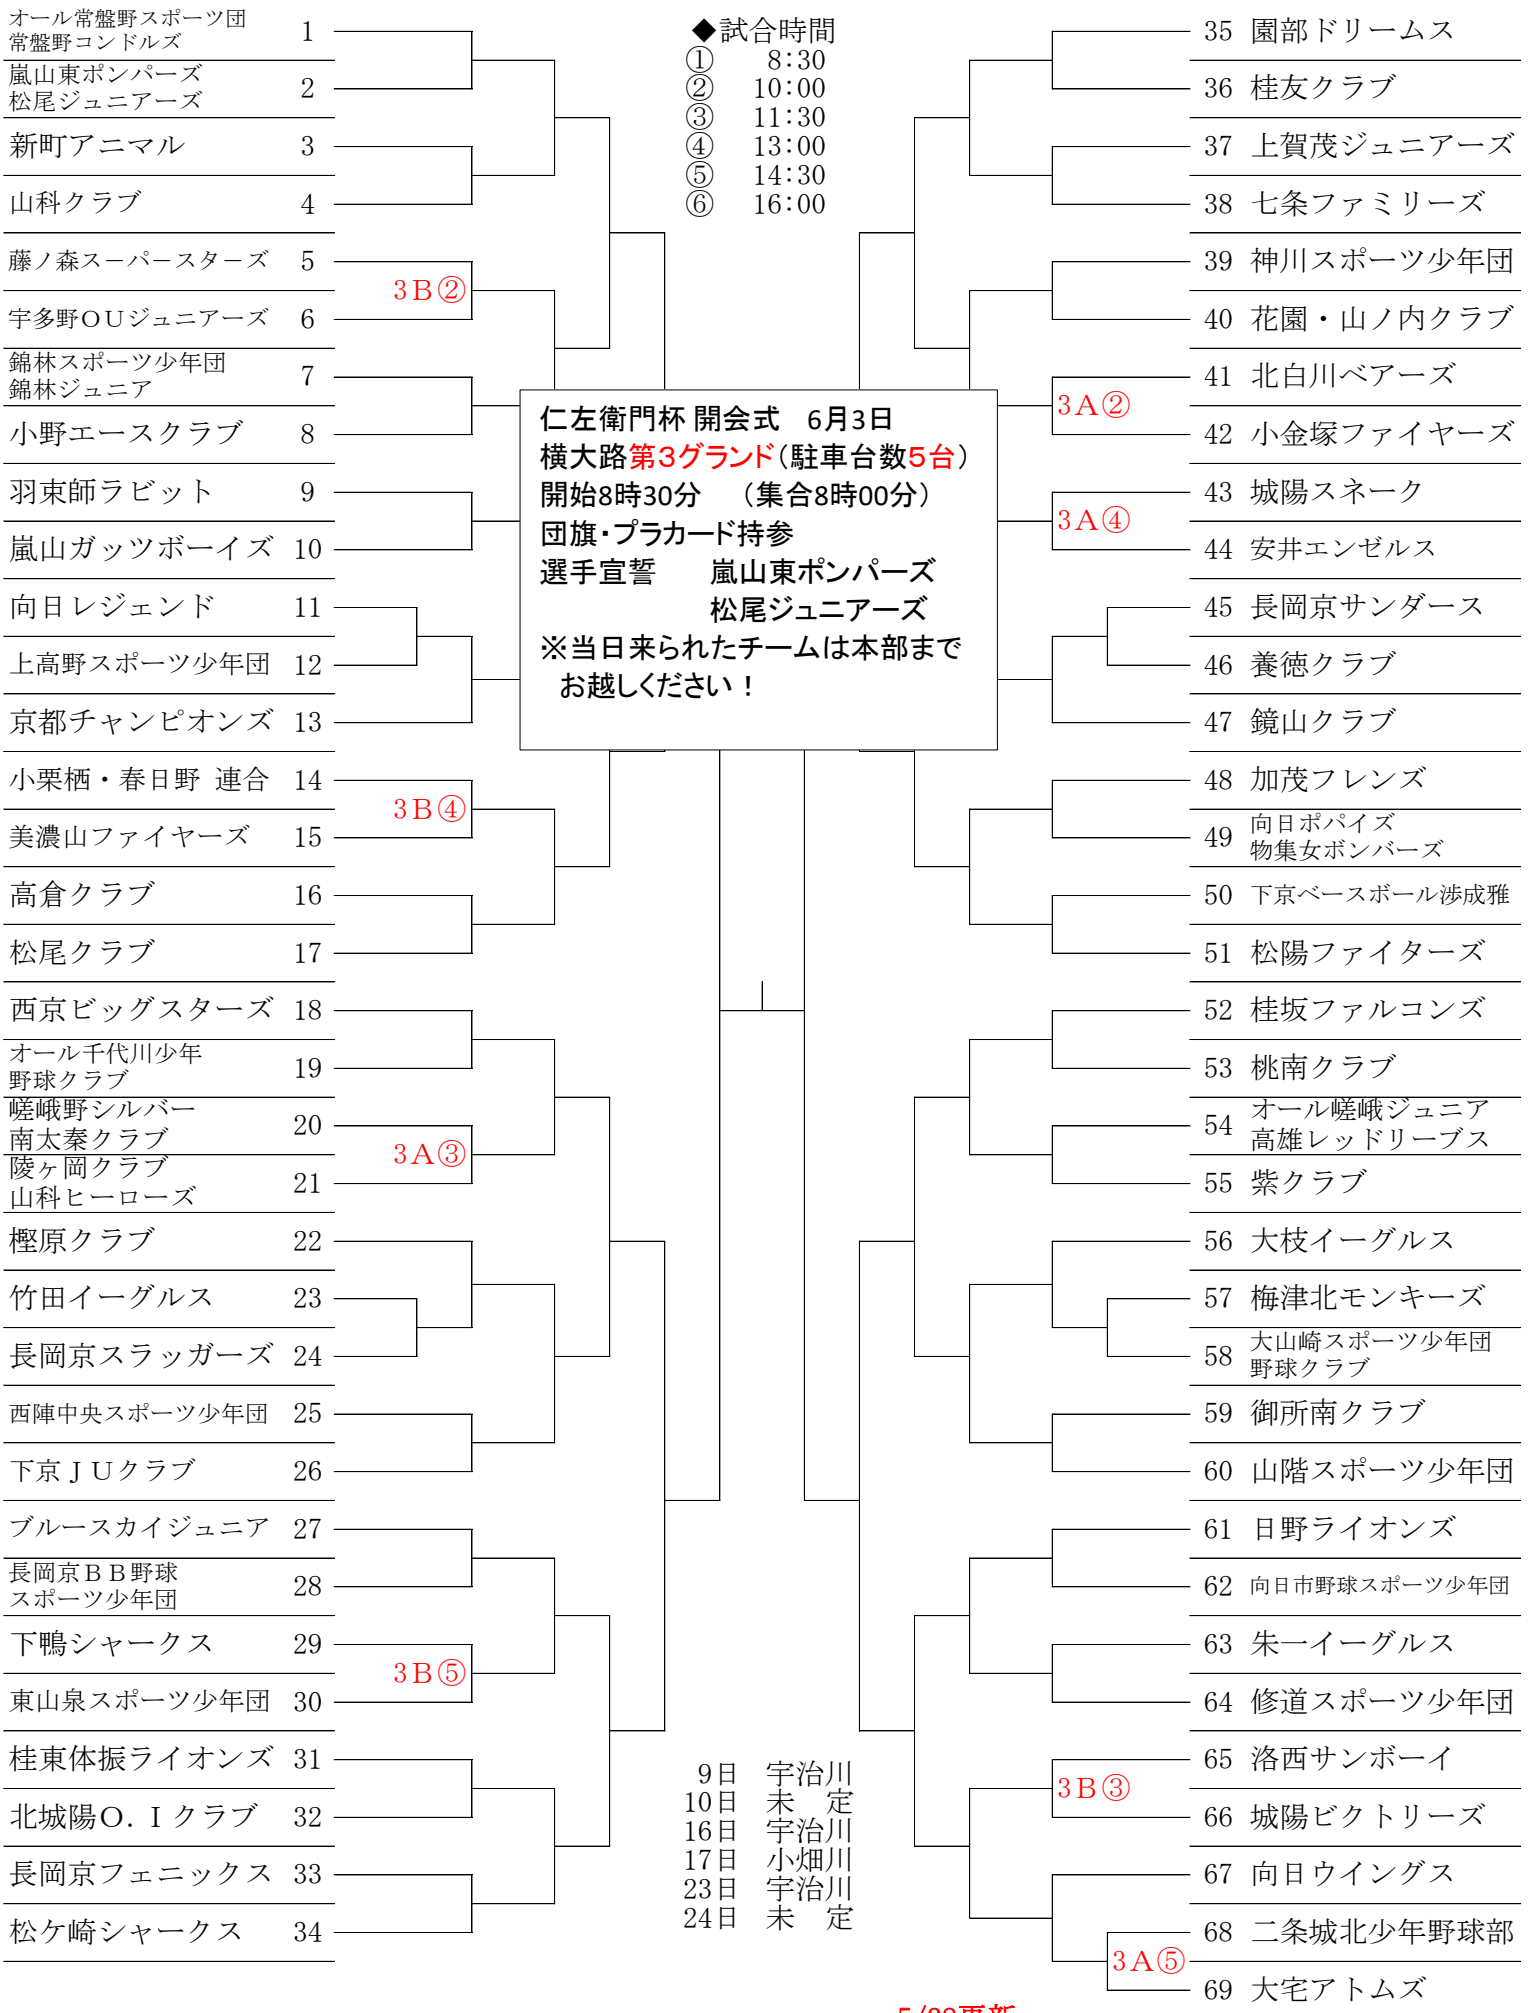 オール常盤野スポーツ団
常盤野コンドルズ
1
嵐山東ポンパーズ
松尾ジュニアーズ
2
新町アニマル 3
山科クラブ 4
藤ノ森スーパースターズ 5
3B②
宇多野OUジュニアーズ 6
錦林スポーツ少年団
錦林ジュニア
7
小野エースクラブ 8
羽束師ラビット 9
嵐山ガッツボーイズ 10
向日レジェンド 11
上高野スポーツ少年団 12
京都チャンピオンズ 13
小栗栖・春日野 連合 14
3B④
美濃山ファイヤーズ 15
高倉クラブ 16
松尾クラブ 17
西京ビッグスターズ 18
オール千代川少年
野球クラブ
19
嵯峨野シルバー
南太秦クラブ
20
3A③
陵ヶ岡クラブ
山科ヒーローズ
21
樫原クラブ 22
竹田イーグルス 23
長岡京スラッガーズ 24
西陣中央スポーツ少年団 25
下京JUクラブ 26
ブルースカイジュニア 27
長岡京BB野球
スポーツ少年団
28
下鴨シャークス 29
3B⑤
東山泉スポーツ少年団 30
桂東体振ライオンズ 31
北城陽O.Iクラブ 32
長岡京フェニックス 33
松ケ崎シャークス 34
◆試合時間
① 8:30
② 10:00
③ 11:30
④ 13:00
⑤ 14:30
⑥ 16:00
仁左衛門杯 開会式 6月3日
横大路第3グランド(駐車台数5台)
開始8時30分 (集合8時00分)
団旗・プラカード持参
選手宣誓 嵐山東ポンパーズ
松尾ジュニアーズ
※当日来られたチームは本部まで
お越しください!
9日 宇治川
10日 未 定
16日 宇治川
17日 小畑川
23日 宇治川
24日 未 定
35 園部ドリームス
36 桂友クラブ
37 上賀茂ジュニアーズ
38 七条ファミリーズ
39 神川スポーツ少年団
40 花園・山ノ内クラブ
41 北白川ベアーズ
3A②
42 小金塚ファイヤーズ
43 城陽スネーク
3A④
44 安井エンゼルス
45 長岡京サンダース
46 養徳クラブ
47 鏡山クラブ
48 加茂フレンズ
49
向日ポパイズ
物集女ボンバーズ
50 下京ベースボール渉成雅
51 松陽ファイターズ
52 桂坂ファルコンズ
53 桃南クラブ
54
オール嵯峨ジュニア
高雄レッドリーブス
55 紫クラブ
56 大枝イーグルス
57 梅津北モンキーズ
58
大山崎スポーツ少年団
野球クラブ
59 御所南クラブ
60 山階スポーツ少年団
61 日野ライオンズ
62 向日市野球スポーツ少年団
63 朱一イーグルス
64 修道スポーツ少年団
65 洛西サンボーイ
3B③
66 城陽ビクトリーズ
67 向日ウイングス
68 二条城北少年野球部
3A⑤
69 大宅アトムズ